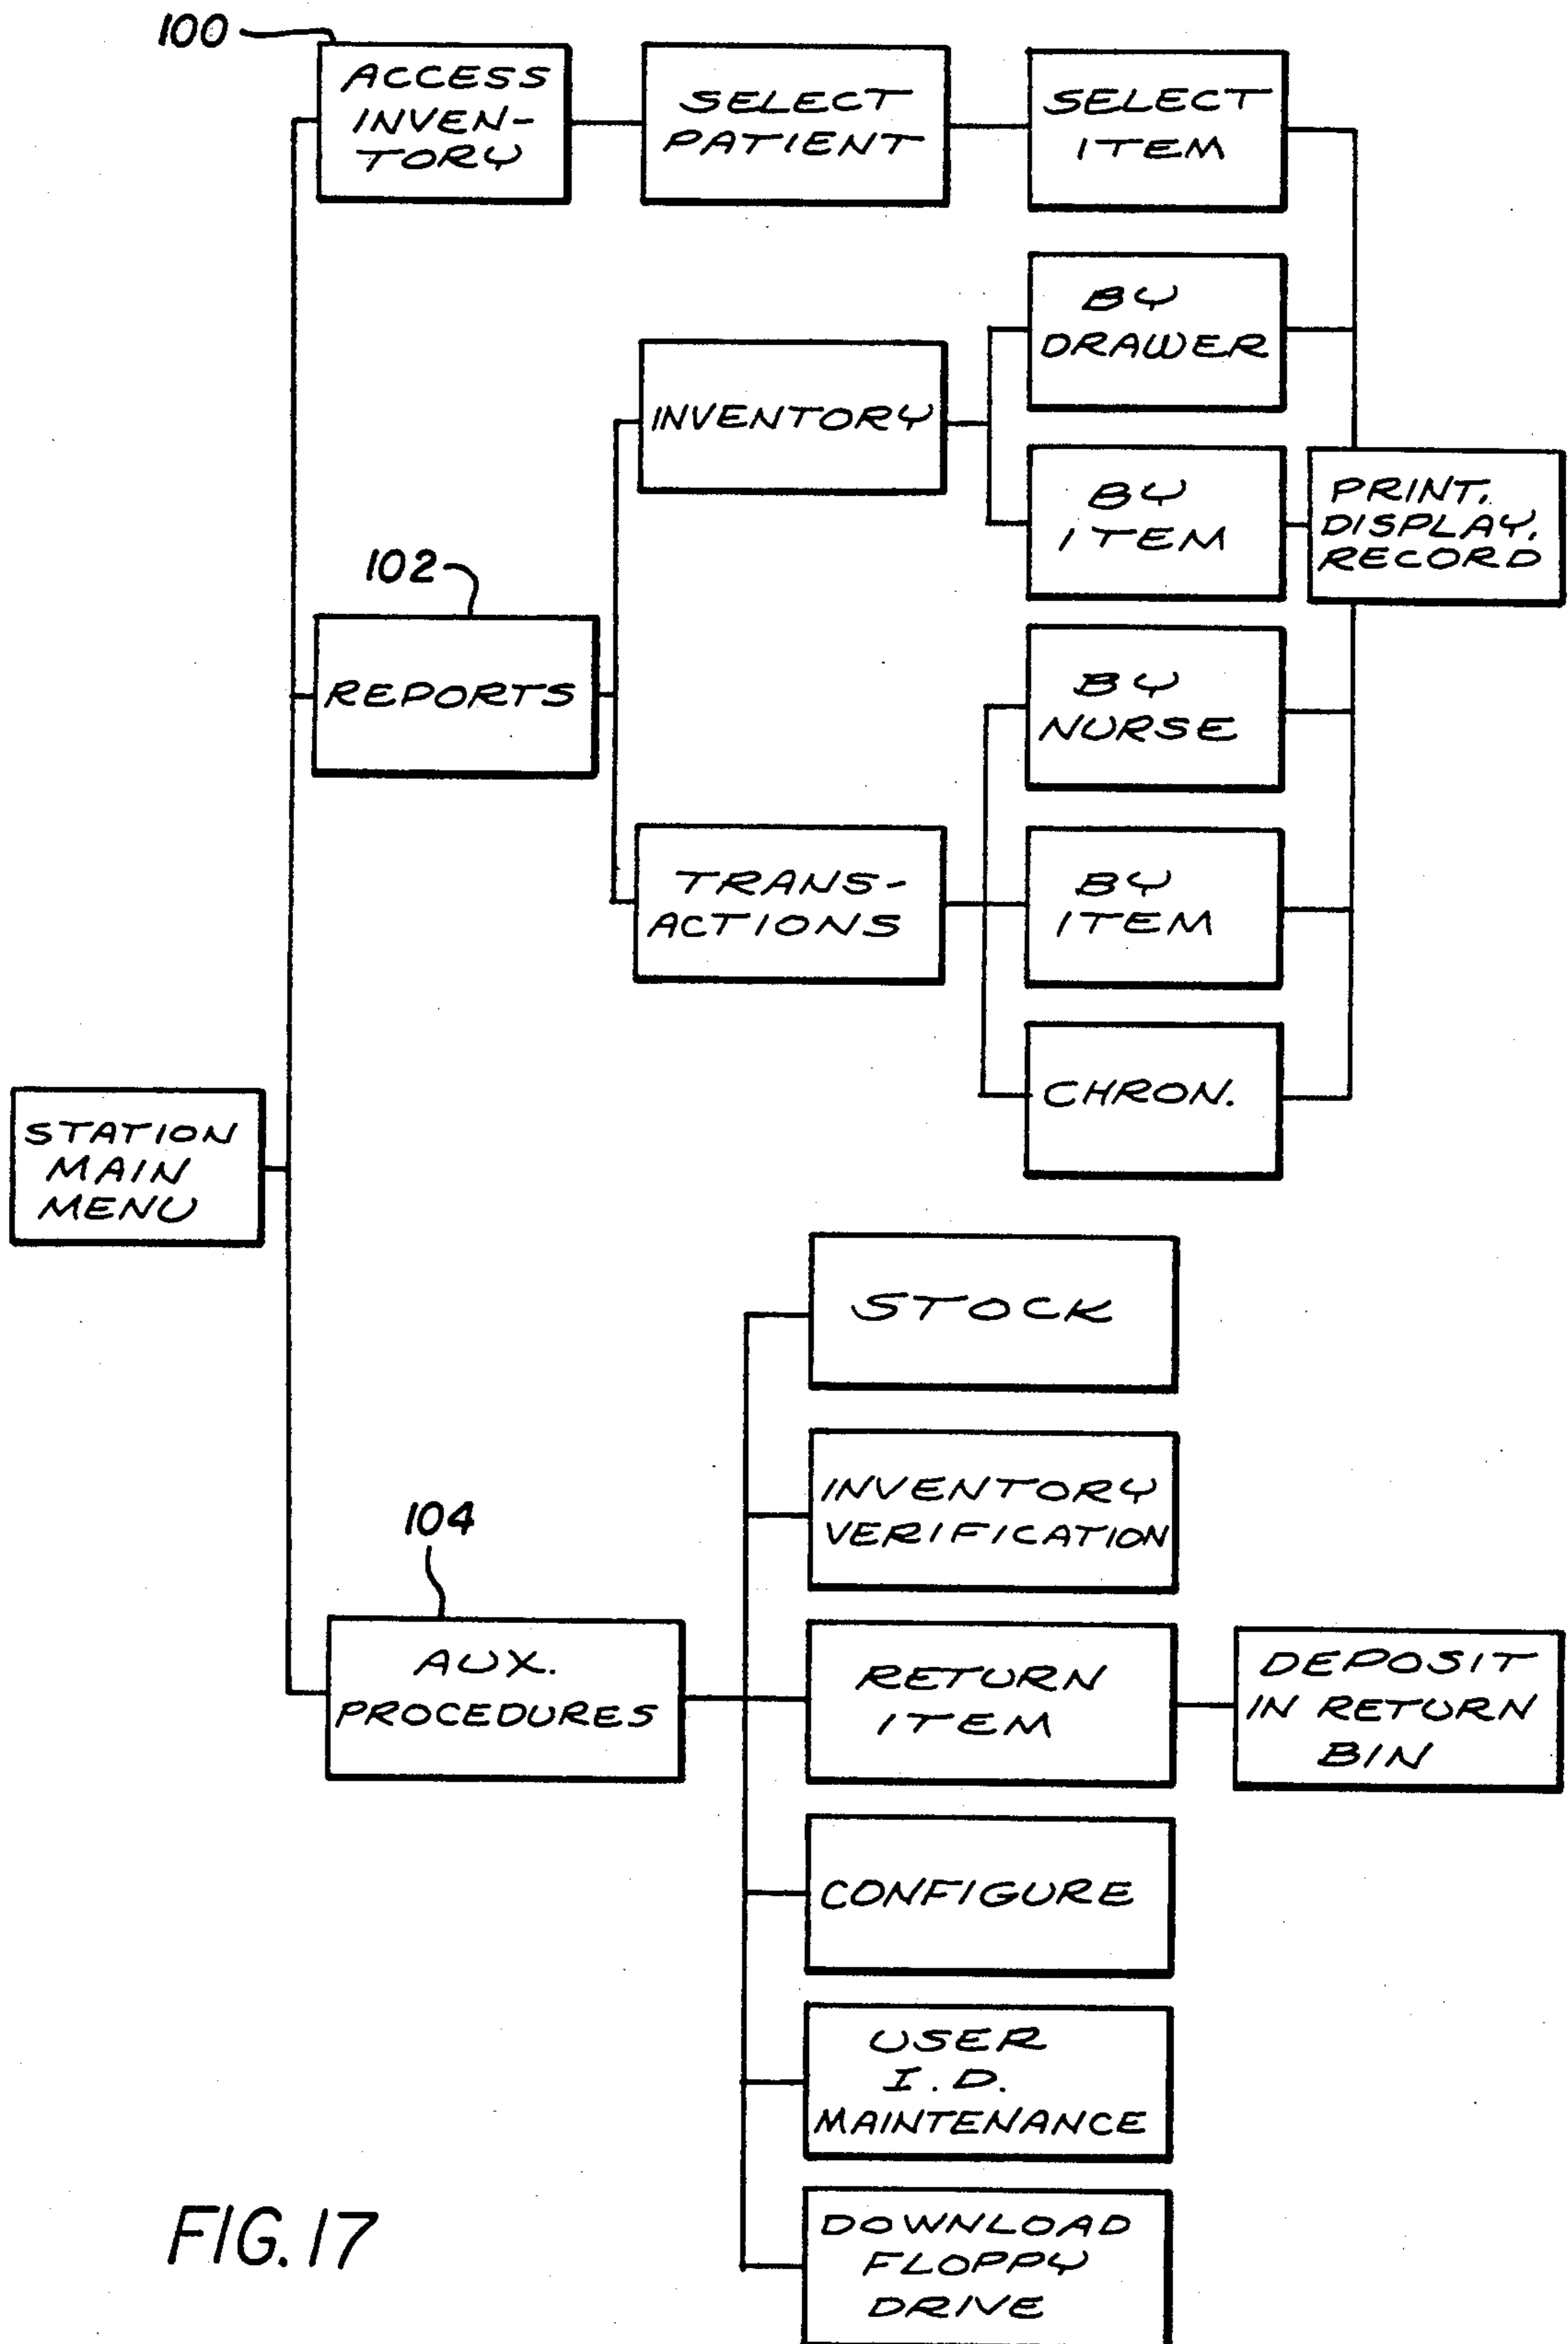 100
ACCESS
INVEN-
TORY
SELECT
PATIENT
SELECT
ITEM
BY
DRAWER
INVENTORY
BY
ITEM
PRINT,
DISPLAY,
RECORD
102
REPORTS
BY
NURSE
TRANS-
ACTIONS
BY
ITEM
CHRON.
STATION
MAIN
MENU
STOCK
INVENTORY
VERIFICATION
104
AUX.
PROCEDURES
RETURN
ITEM
DEPOSIT
IN RETURN
BIN
CONFIGURE
USER
I.D.
MAINTENANCE
DOWNLOAD
FLOPPY
DRIVE
FIG. 17